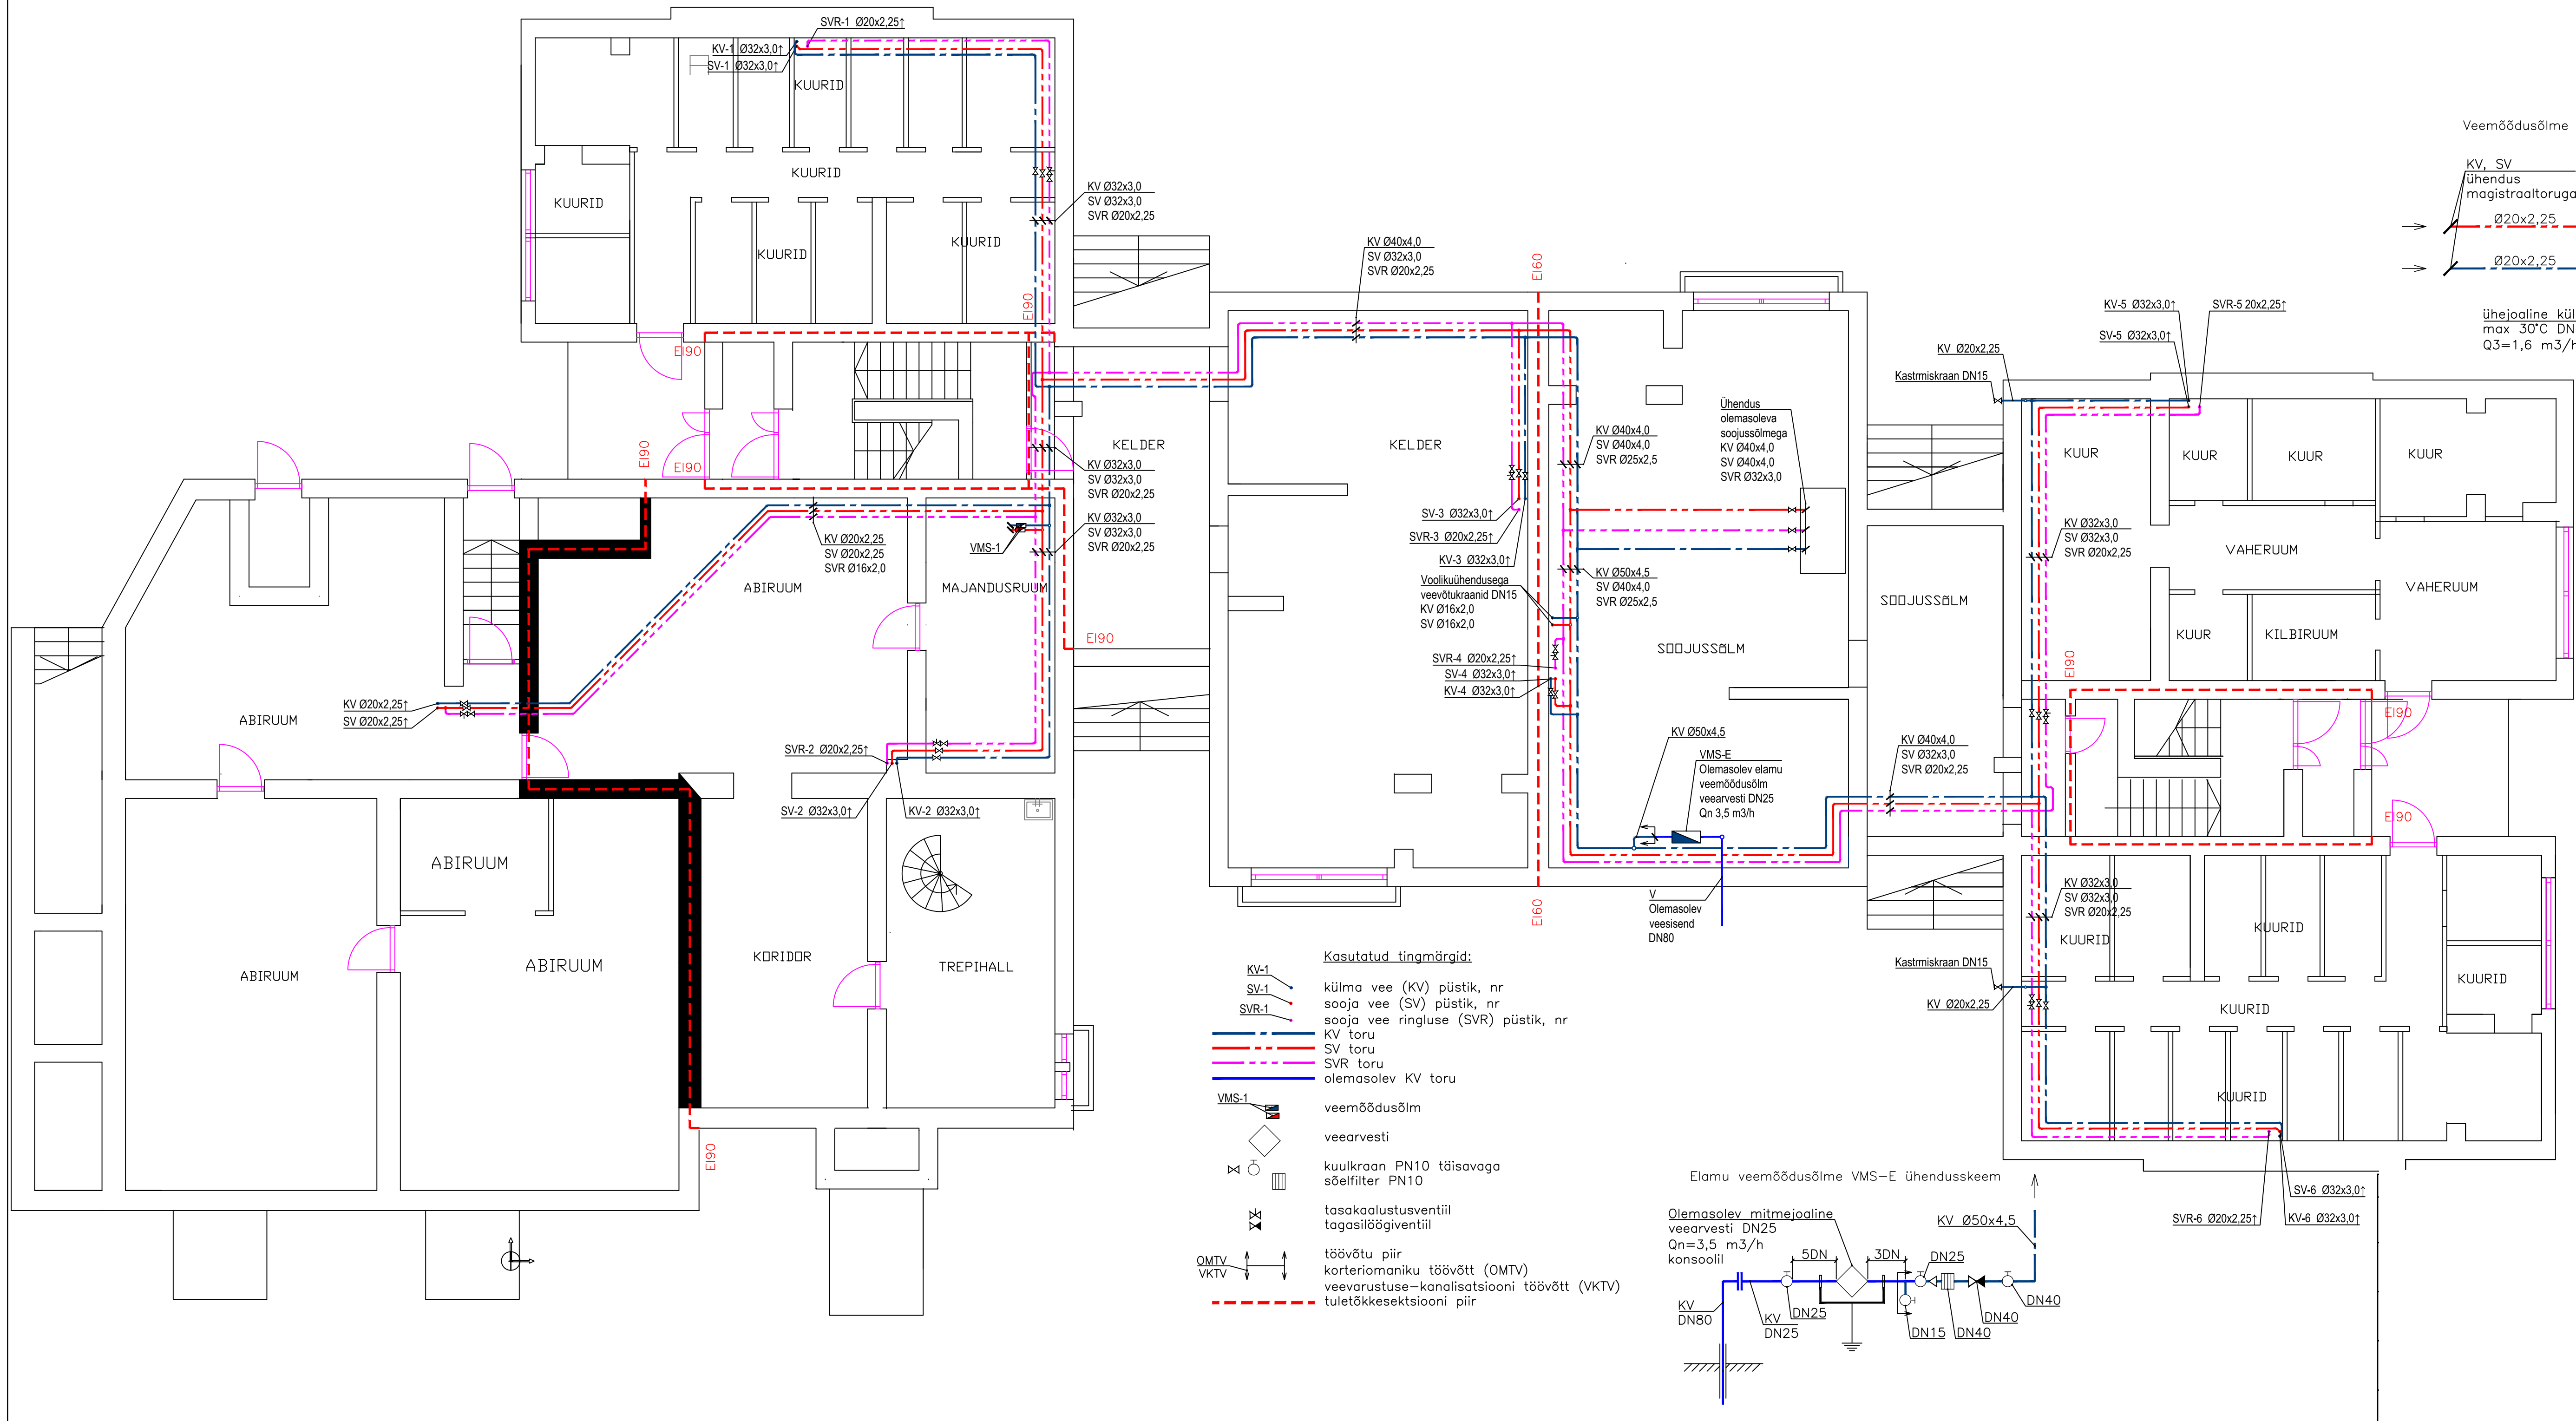 SVR-1 Ø20x2,25↑
KV-1 Ø32x3,0↑
SV-1 Ø32x3,0↑
KUURID
KUURID
KUURID
KUURID
KUURID
KV Ø32x3,0
SV Ø32x3,0
SVR Ø20x2,25
EI90
EI90
EI90
EI90
KELDER
KV Ø32x3,0
SV Ø32x3,0
SVR Ø20x2,25
KV Ø32x3,0
SV Ø32x3,0
SVR Ø20x2,25
KV Ø20x2,25
SV Ø20x2,25
SVR Ø16x2,0
VMS-1
ABIRUUM
MAJANDUSRUUM
EI90
KV Ø20x2,25↑
SV Ø20x2,25↑
ABIRUUM
SVR-2 Ø20x2,25↑
SV-2 Ø32x3,0↑
KV-2 Ø32x3,0↑
ABIRUUM
ABIRUUM
ABIRUUM
KORIDOR
TREPIHALL
EI90
KV Ø40x4,0
SV Ø32x3,0
SVR Ø20x2,25
EI60
KELDER
KV Ø40x4,0
SV Ø40x4,0
SVR Ø25x2,5
Ühendus
olemasoleva
soojussõlmega
KV Ø40x4,0
SV Ø40x4,0
SVR Ø32x3,0
SV-3 Ø32x3,0↑
SVR-3 Ø20x2,25↑
KV-3 Ø32x3,0↑
Voolikuühendusega
veevõtukraanid DN15
KV Ø16x2,0
SV Ø16x2,0
KV Ø50x4,5
SV Ø40x4,0
SVR Ø25x2,5
SVR-4 Ø20x2,25↑
SV-4 Ø32x3,0↑
KV-4 Ø32x3,0↑
SOOJUSSÕLM
SOOJUSSÕLM
KV Ø50x4,5
VMS-E
Olemasolev elamu
veemõõdusõlm
veearvesti DN25
Qn 3,5 m3/h
KV Ø40x4,0
SV Ø32x3,0
SVR Ø20x2,25
V
Olemasolev
veesisend
DN80
EI60
Veemõõdusõlme
KV, SV
ühendus
magistraaltoruga
Ø20x2,25
Ø20x2,25
ühejoaline kül
max 30°C DN
Q3=1,6 m3/h
KV-5 Ø32x3,0↑
SVR-5 20x2,25↑
SV-5 Ø32x3,0↑
KV Ø20x2,25
Kastrmiskraan DN15
KUUR
KUUR
KUUR
KUUR
KV Ø32x3,0
SV Ø32x3,0
SVR Ø20x2,25
VAHERUUM
VAHERUUM
KUUR
KILBIRUUM
EI90
EI90
EI90
KV Ø32x3,0
SV Ø32x3,0
SVR Ø20x2,25
KUURID
KUURID
KUURID
KUURID
KUURID
Kastrmiskraan DN15
KV Ø20x2,25
SV-6 Ø32x3,0↑
SVR-6 Ø20x2,25↑
KV-6 Ø32x3,0↑
Kasutatud tingmärgid:
KV-1
külma vee (KV) püstik, nr
SV-1
sooja vee (SV) püstik, nr
SVR-1
sooja vee ringluse (SVR) püstik, nr
KV toru
SV toru
SVR toru
olemasolev KV toru
VMS-1
veemõõdusõlm
veearvesti
kuulkraan PN10 täisavaga
sõelfilter PN10
tasakaalustusventiil
tagasilöögiventiil
töövõtu piir
OMTV
korteriomaniku töövõtt (OMTV)
VKTV
veevarustuse-kanalisatsiooni töövõtt (VKTV)
tuletõkkesektsiooni piir
Elamu veemõõdusõlme VMS-E ühendusskeem
Olemasolev mitmejoaline
veearvesti DN25
Qn=3,5 m3/h
konsoolil
KV Ø50x4,5
5DN
3DN
DN25
KV
DN80
KV
DN25
DN25
DN15
DN40
DN40
DN40